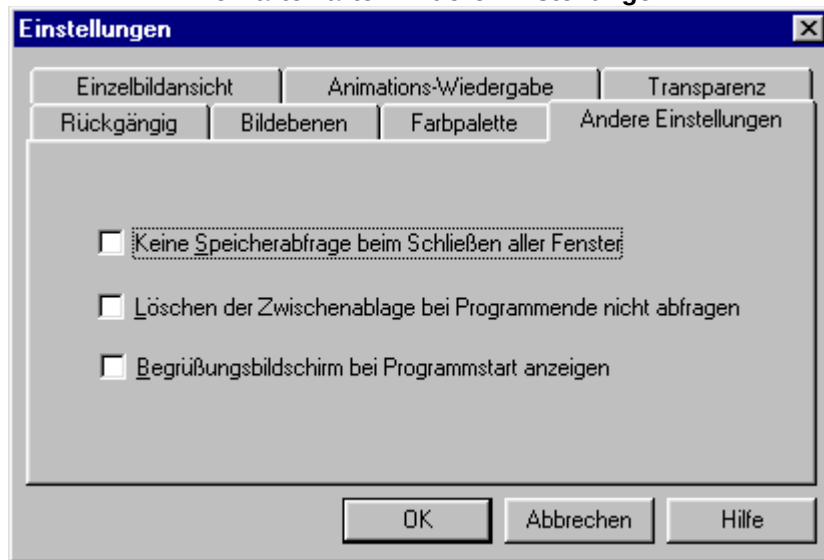 Einstellungen
Einzelbildansicht
Animations-Wiedergabe
Transparenz
Rückgängig
Bildebenen
Farbpalette
Andere Einstellungen
Keine Speicherabfrage beim Schließen aller Fenster
Löschen der Zwischenablage bei Programmende nicht abfragen
Begrüßungsbildschirm bei Programmstart anzeigen
OK
Abbrechen
Hilfe